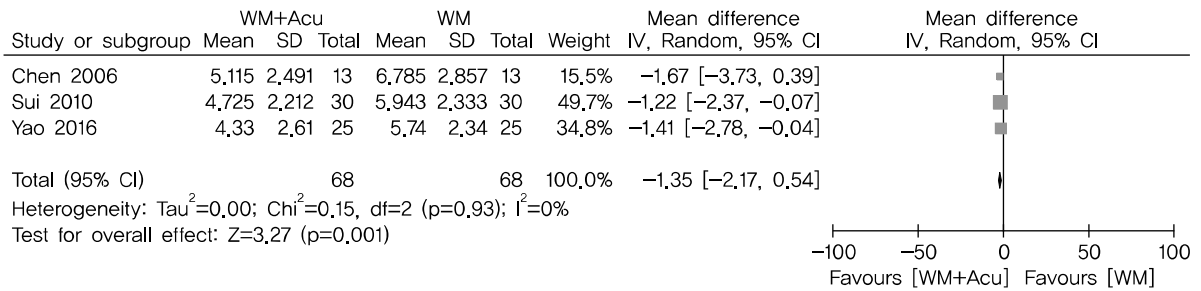 WM+Acu WM Mean difference Mean difference
Study or subgroup Mean SD Total Mean SD Total Weight IV, Random, 95% CI IV, Random, 95% CI
Chen 2006 5.115 2.491 13 6.785 2.857 13 15.5% −1.67 [−3.73, 0.39]
Sui 2010 4.725 2.212 30 5.943 2.333 30 49.7% −1.22 [−2.37, −0.07]
Yao 2016 4.33 2.61 25 5.74 2.34 25 34.8% −1.41 [−2.78, −0.04]
Total (95% CI) 68 68 100.0% −1.35 [−2.17, 0.54]
Heterogeneity: Tau²=0.00; Chi²=0.15, df=2 (p=0.93); I²=0%
Test for overall effect: Z=3.27 (p=0.001)
−100 −50 0 50 100
Favours [WM+Acu] Favours [WM]